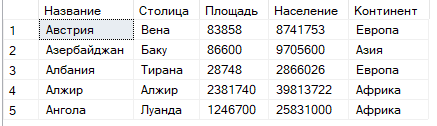 Название Столица Площадь Население Континент
1 Австрия Вена 83858 8741753 Европа
2 Азербайджан Баку 86600 9705600 Азия
3 Албания Тирана 28748 2866026 Европа
4 Алжир Алжир 2381740 39813722 Африка
5 Ангола Луанда 1246700 25831000 Африка